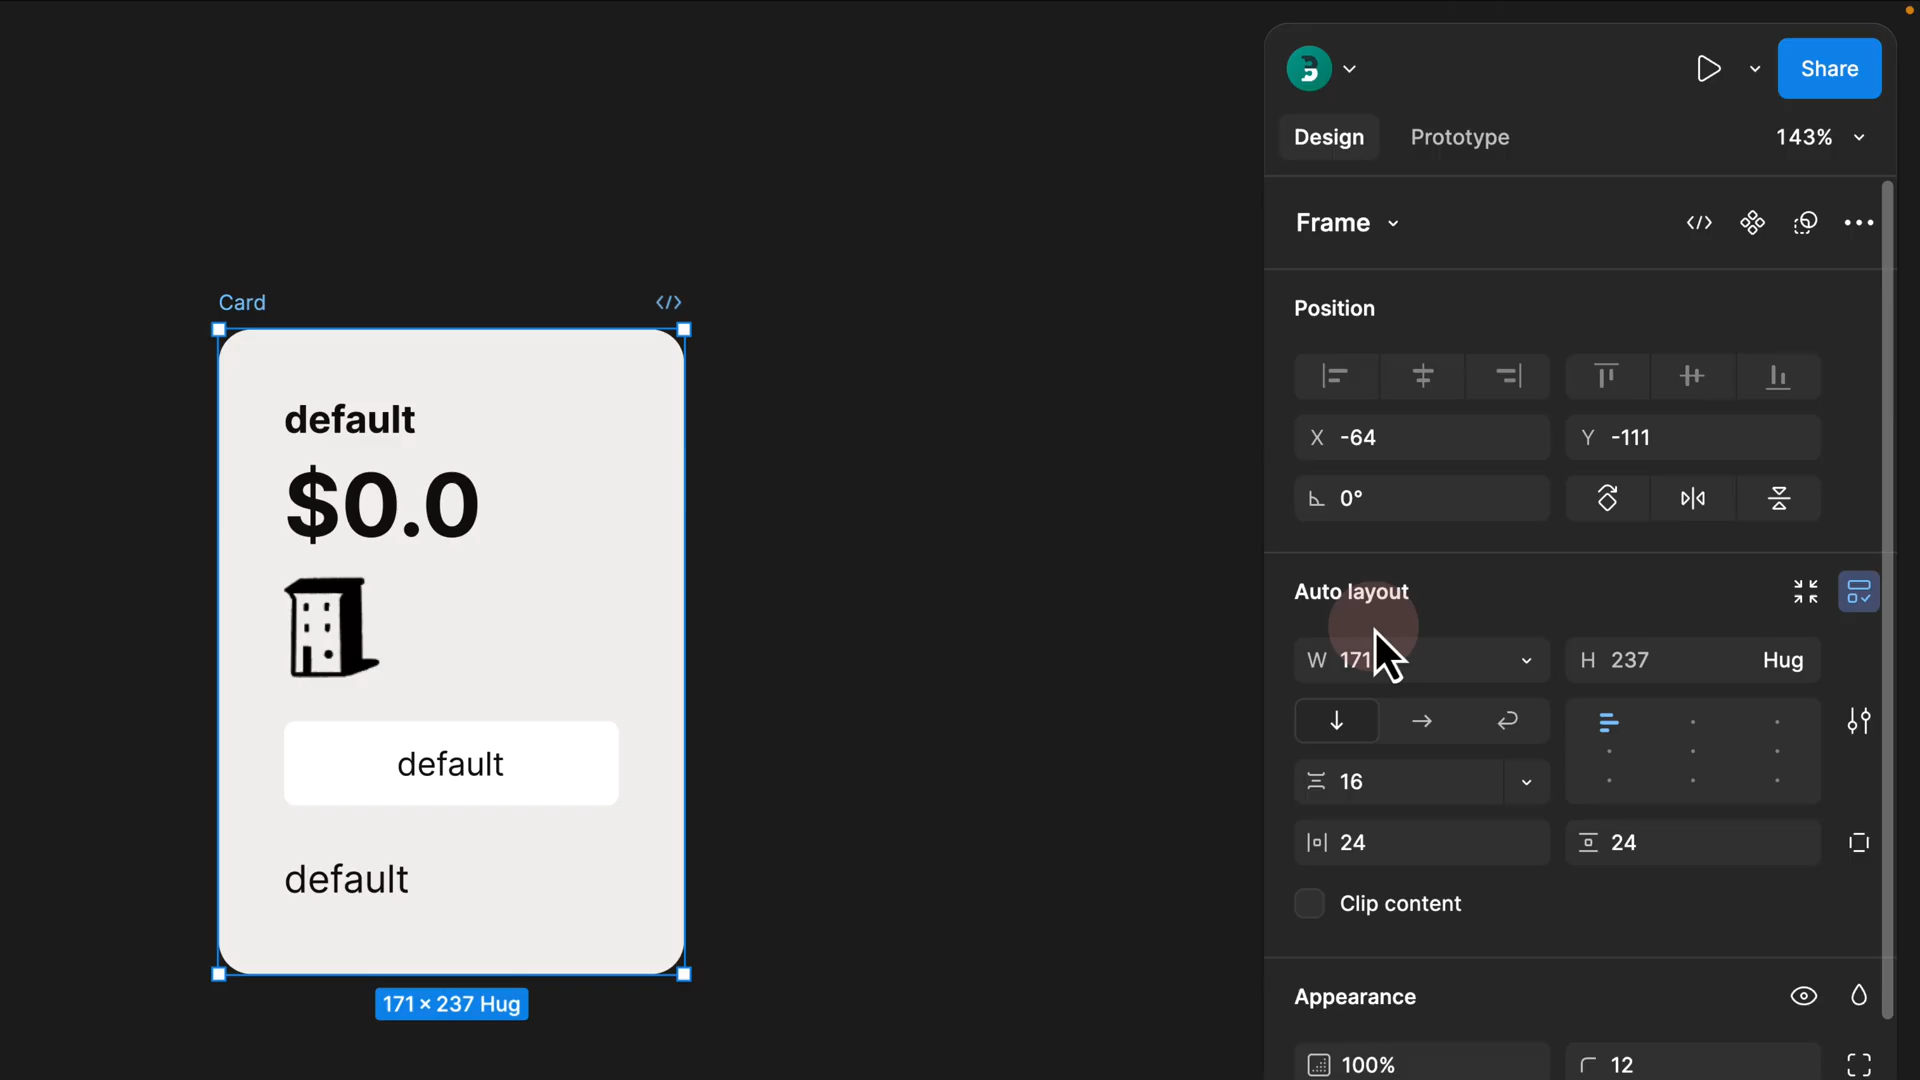 Share
Design
Prototype
143%
Frame
Position
X -64
Y -111
0°
Auto layout
W 171
H 237 Hug
16
24
24
Clip content
Appearance
100%
12
Card
default
$0.0
default
default
171 × 237 Hug